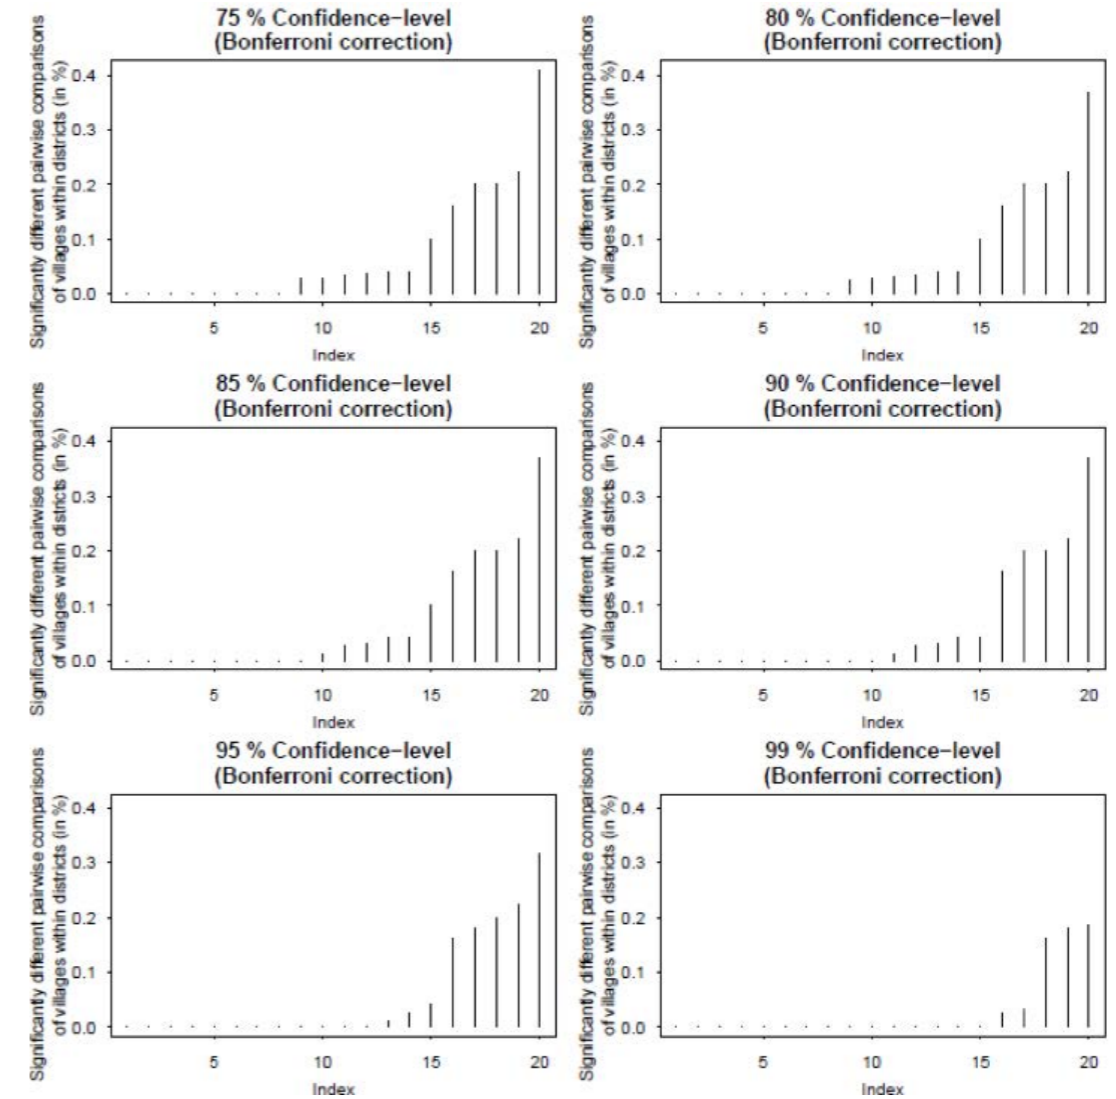 75 % Confidence−level
(Bonferroni correction)
Significantly different pairwise comparisons
of villages within districts (in %)
0.4
0.3
0.2
0.1
0.0
5 10 15 20
Index
80 % Confidence−level
(Bonferroni correction)
Significantly different pairwise comparisons
of villages within districts (in %)
0.4
0.3
0.2
0.1
0.0
5 10 15 20
Index
85 % Confidence−level
(Bonferroni correction)
Significantly different pairwise comparisons
of villages within districts (in %)
0.4
0.3
0.2
0.1
0.0
5 10 15 20
Index
90 % Confidence−level
(Bonferroni correction)
Significantly different pairwise comparisons
of villages within districts (in %)
0.4
0.3
0.2
0.1
0.0
5 10 15 20
Index
95 % Confidence−level
(Bonferroni correction)
Significantly different pairwise comparisons
of villages within districts (in %)
0.4
0.3
0.2
0.1
0.0
5 10 15 20
Index
99 % Confidence−level
(Bonferroni correction)
Significantly different pairwise comparisons
of villages within districts (in %)
0.4
0.3
0.2
0.1
0.0
5 10 15 20
Index